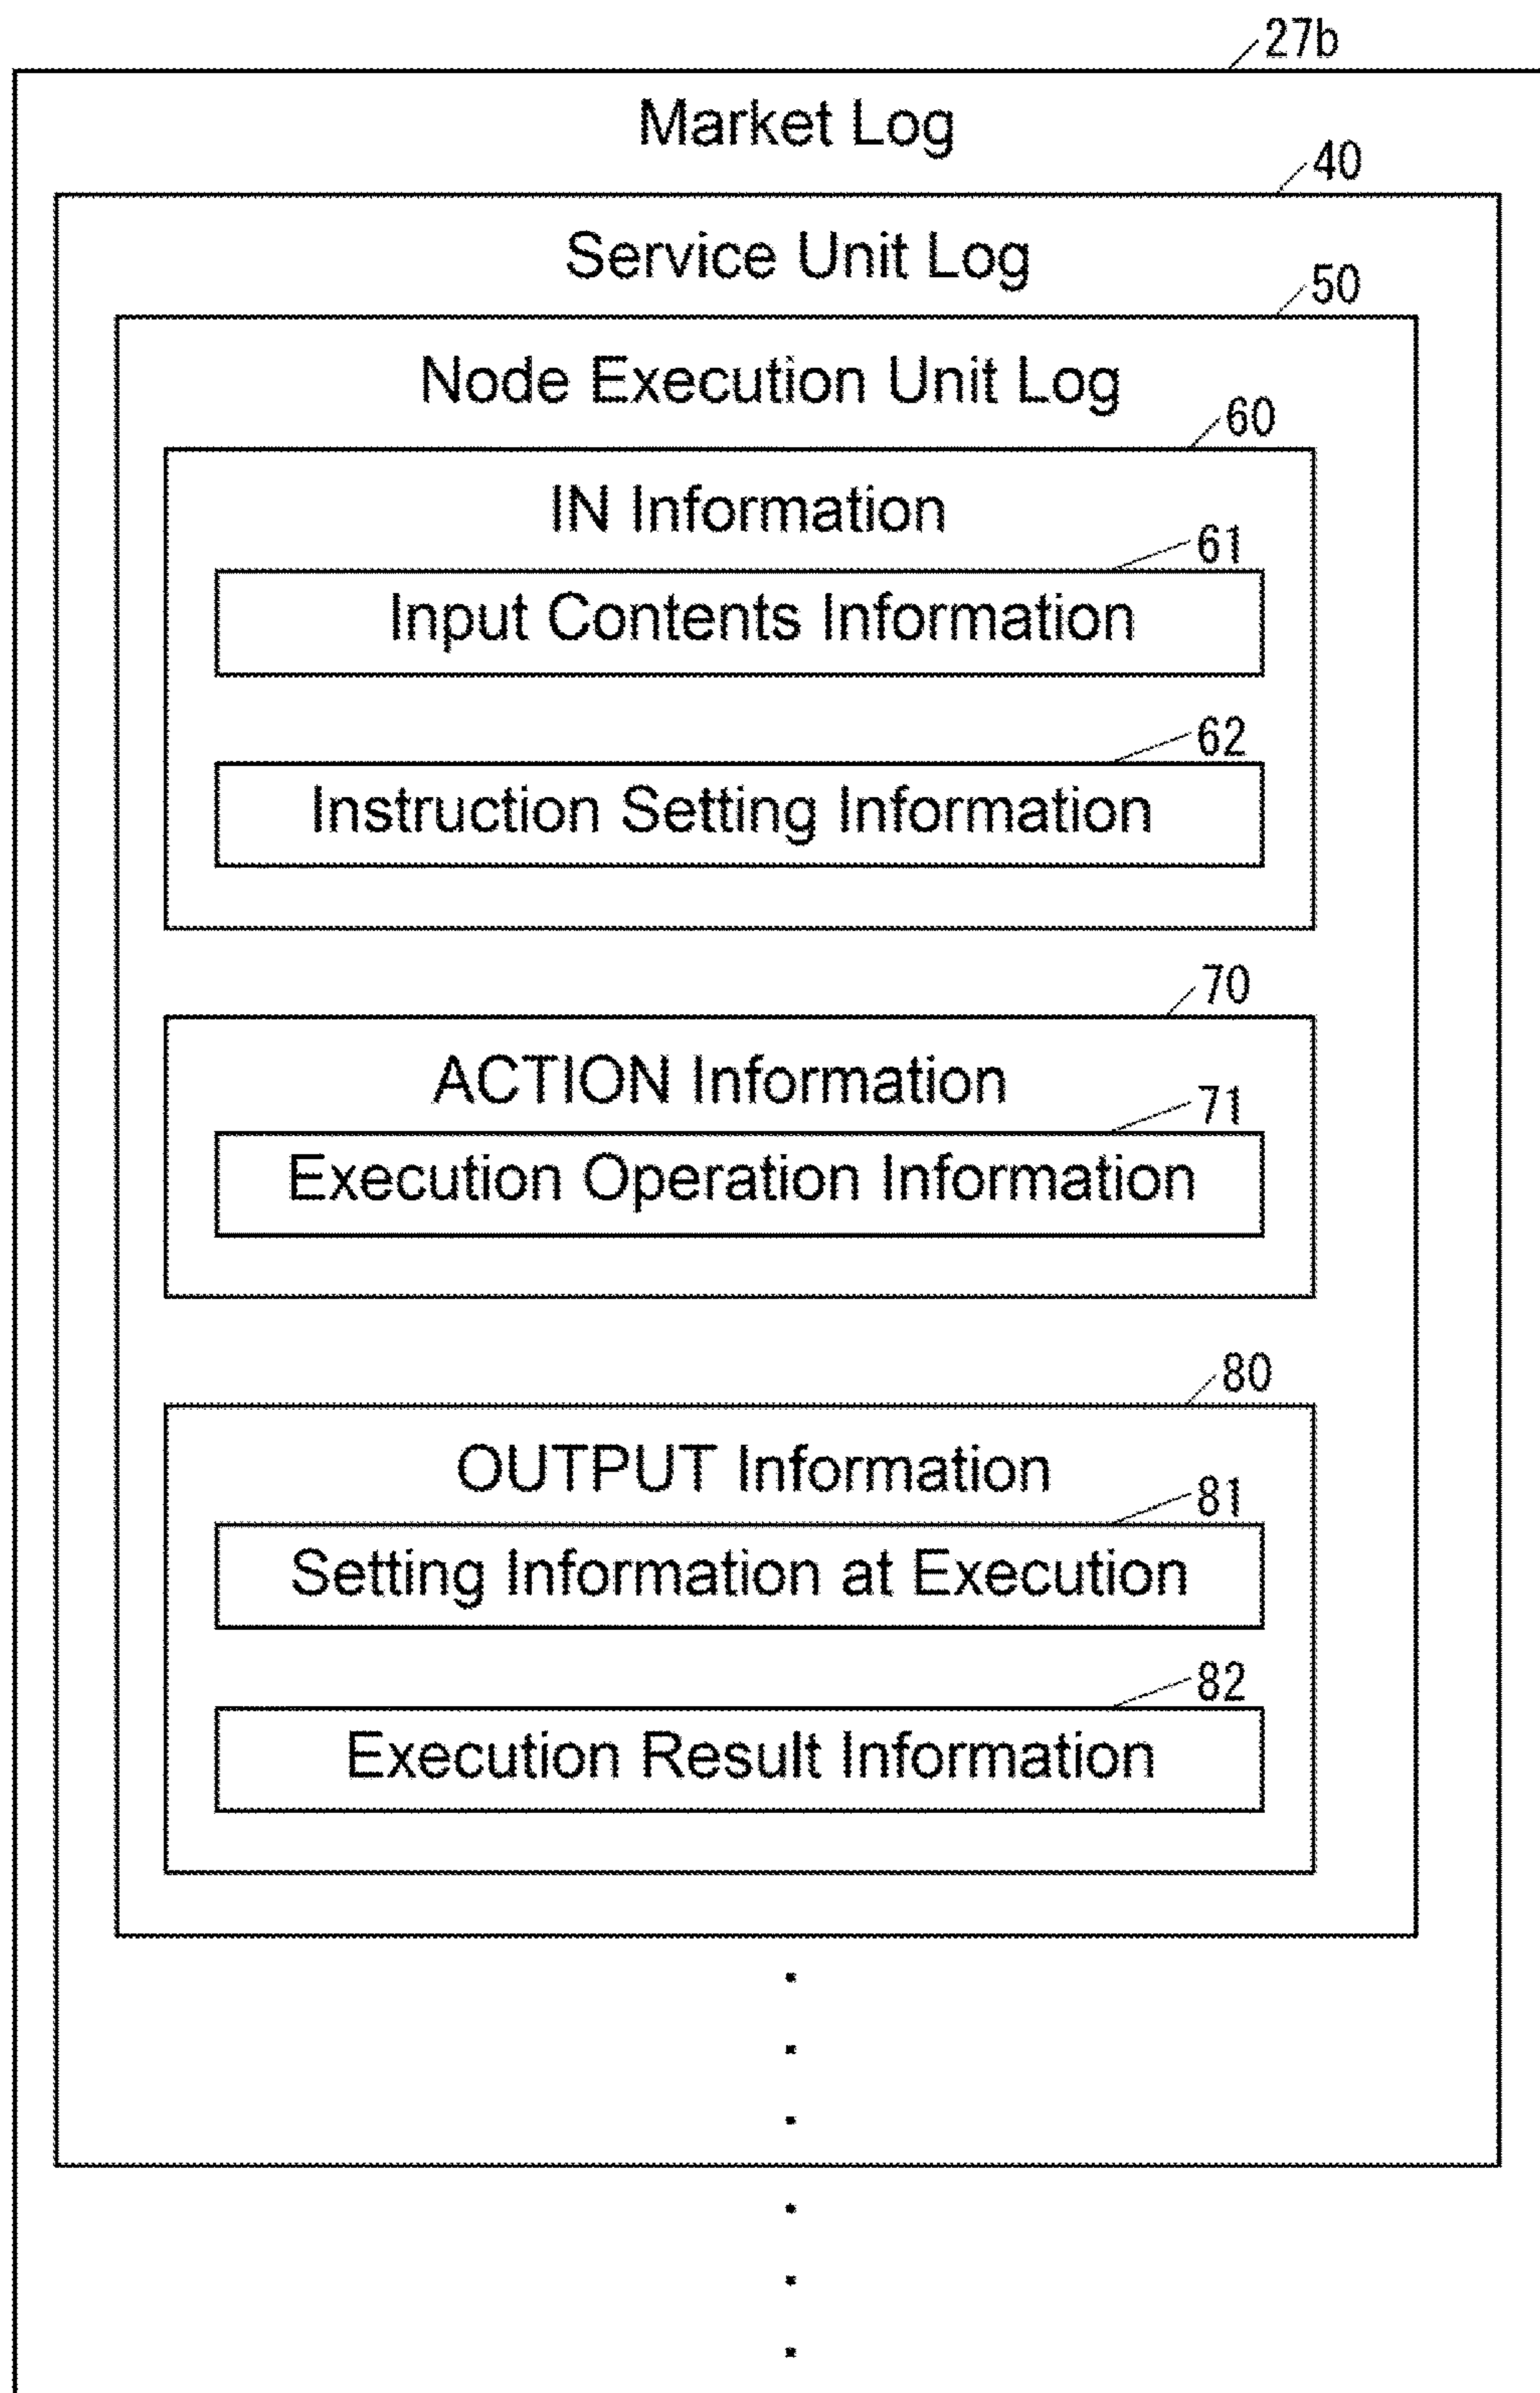 27b
Market Log
40
Service Unit Log
50
Node Execution Unit Log
60
IN Information
61
Input Contents Information
62
Instruction Setting Information
70
ACTION Information
71
Execution Operation Information
80
OUTPUT Information
81
Setting Information at Execution
82
Execution Result Information